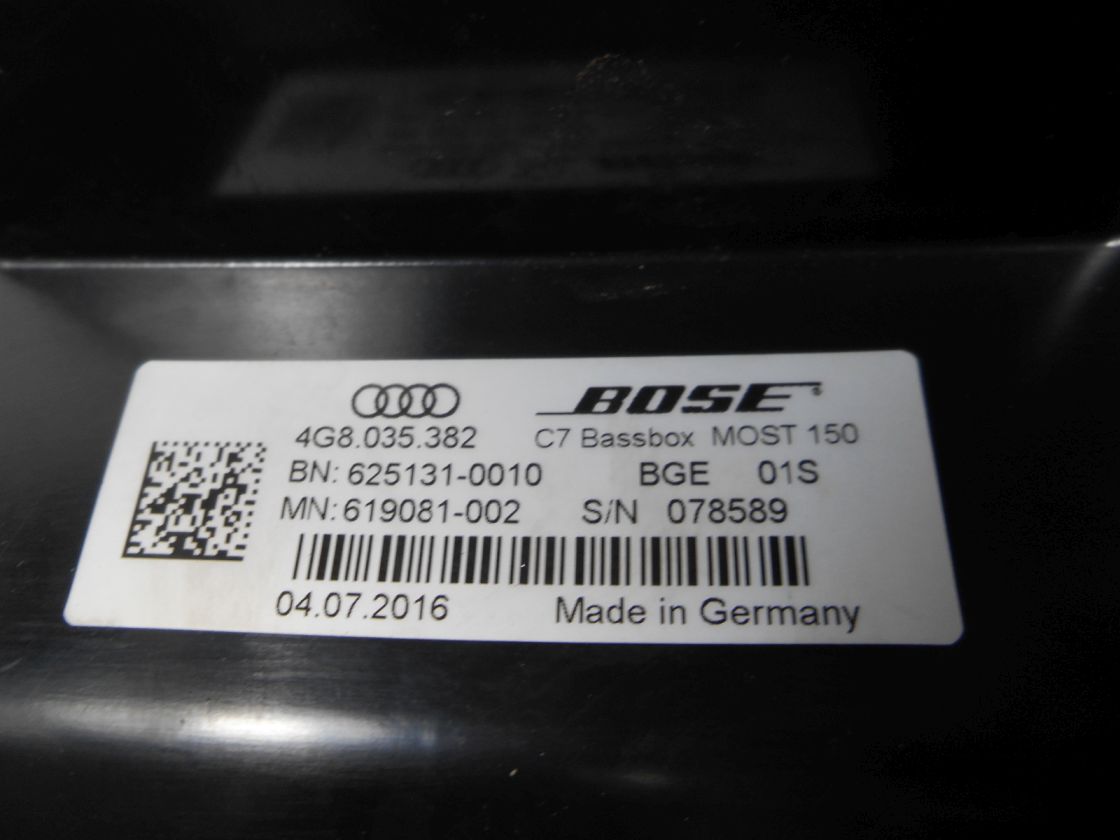 BOSE®
4G8.035.382 C7 Bassbox MOST 150
BN: 625131-0010 BGE 01S
MN: 619081-002 S/N 078589
04.07.2016 Made in Germany